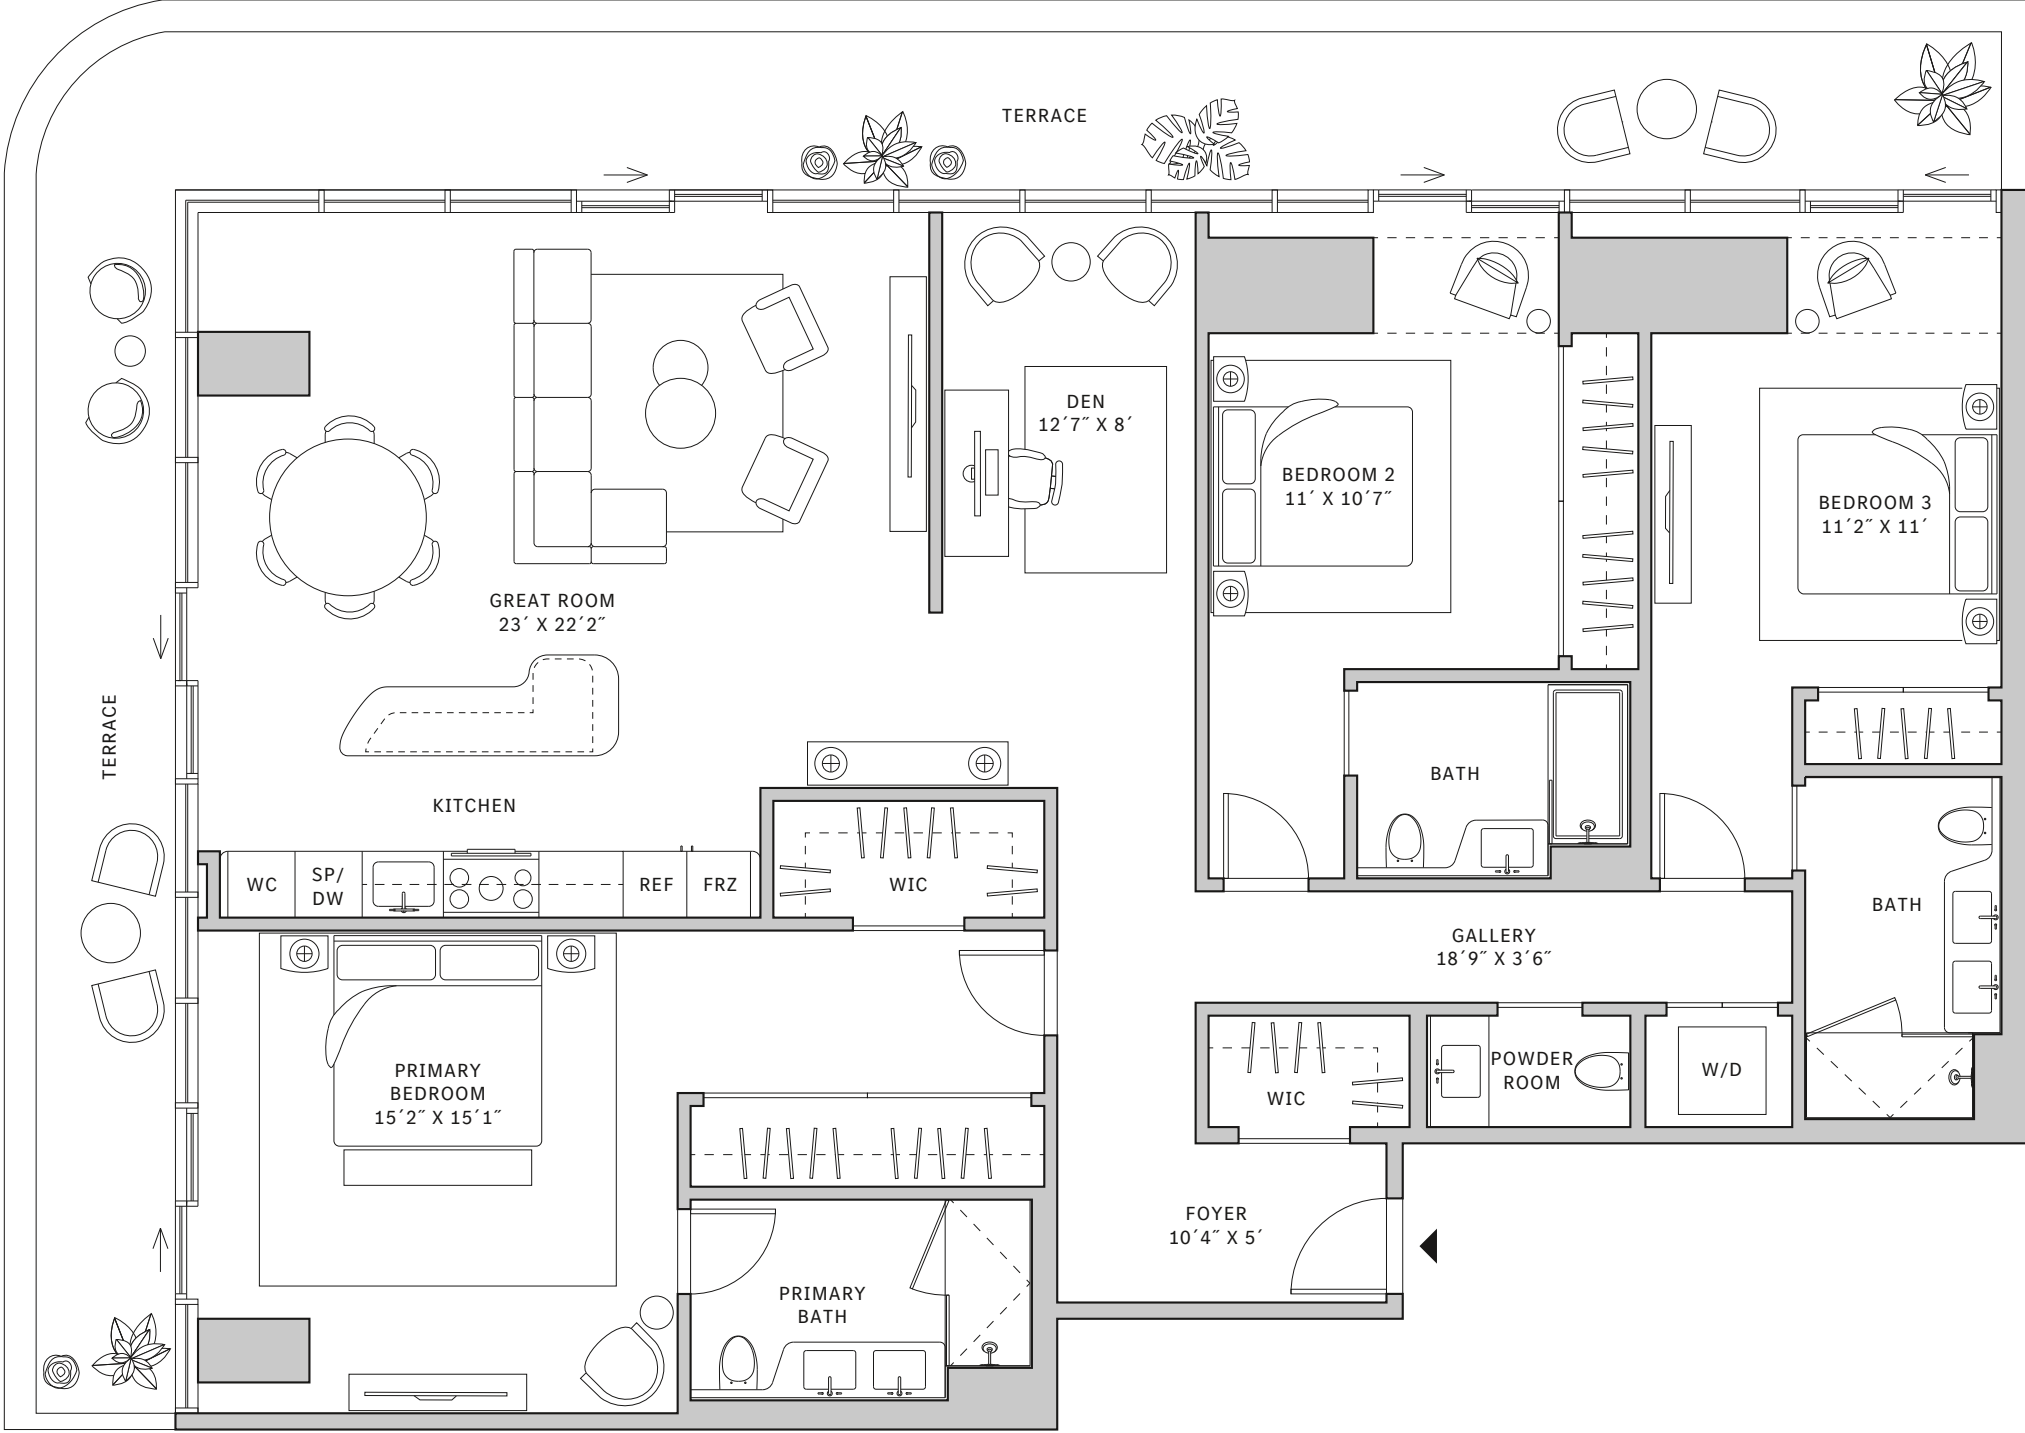 TERRACE
DEN
12´7˝ X 8´
BEDROOM 2
11´ X 10´7˝
BEDROOM 3
11´2˝ X 11´
GREAT ROOM
23´ X 22´2˝
TERRACE
KITCHEN
BATH
WC
SP/
DW
REF
FRZ
WIC
BATH
GALLERY
18´9˝ X 3´6˝
PRIMARY
BEDROOM
15´2˝ X 15´1˝
WIC
POWDER
ROOM
W/D
FOYER
10´4˝ X 5´
PRIMARY
BATH